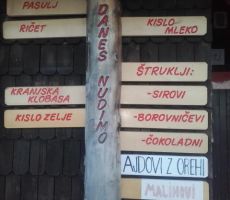 PASULJ
RIČET
KRANJSKA
KLOBASA
KISLO ZELJE
DANES NUDIMO
KISLO
MLEKO
ŠTRUKLJI:
-SIROVI
-BOROVNIČEVI
-ČOKOLADNI
AJDOVI Z OREHI
MALINOVI